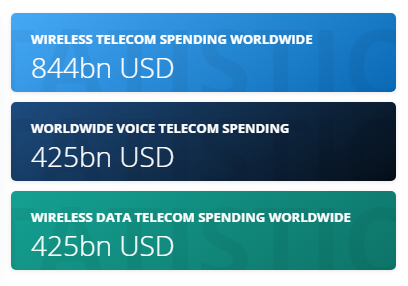 WIRELESS TELECOM SPENDING WORLDWIDE
844bn USD
WORLDWIDE VOICE TELECOM SPENDING
425bn USD
WIRELESS DATA TELECOM SPENDING WORLDWIDE
425bn USD